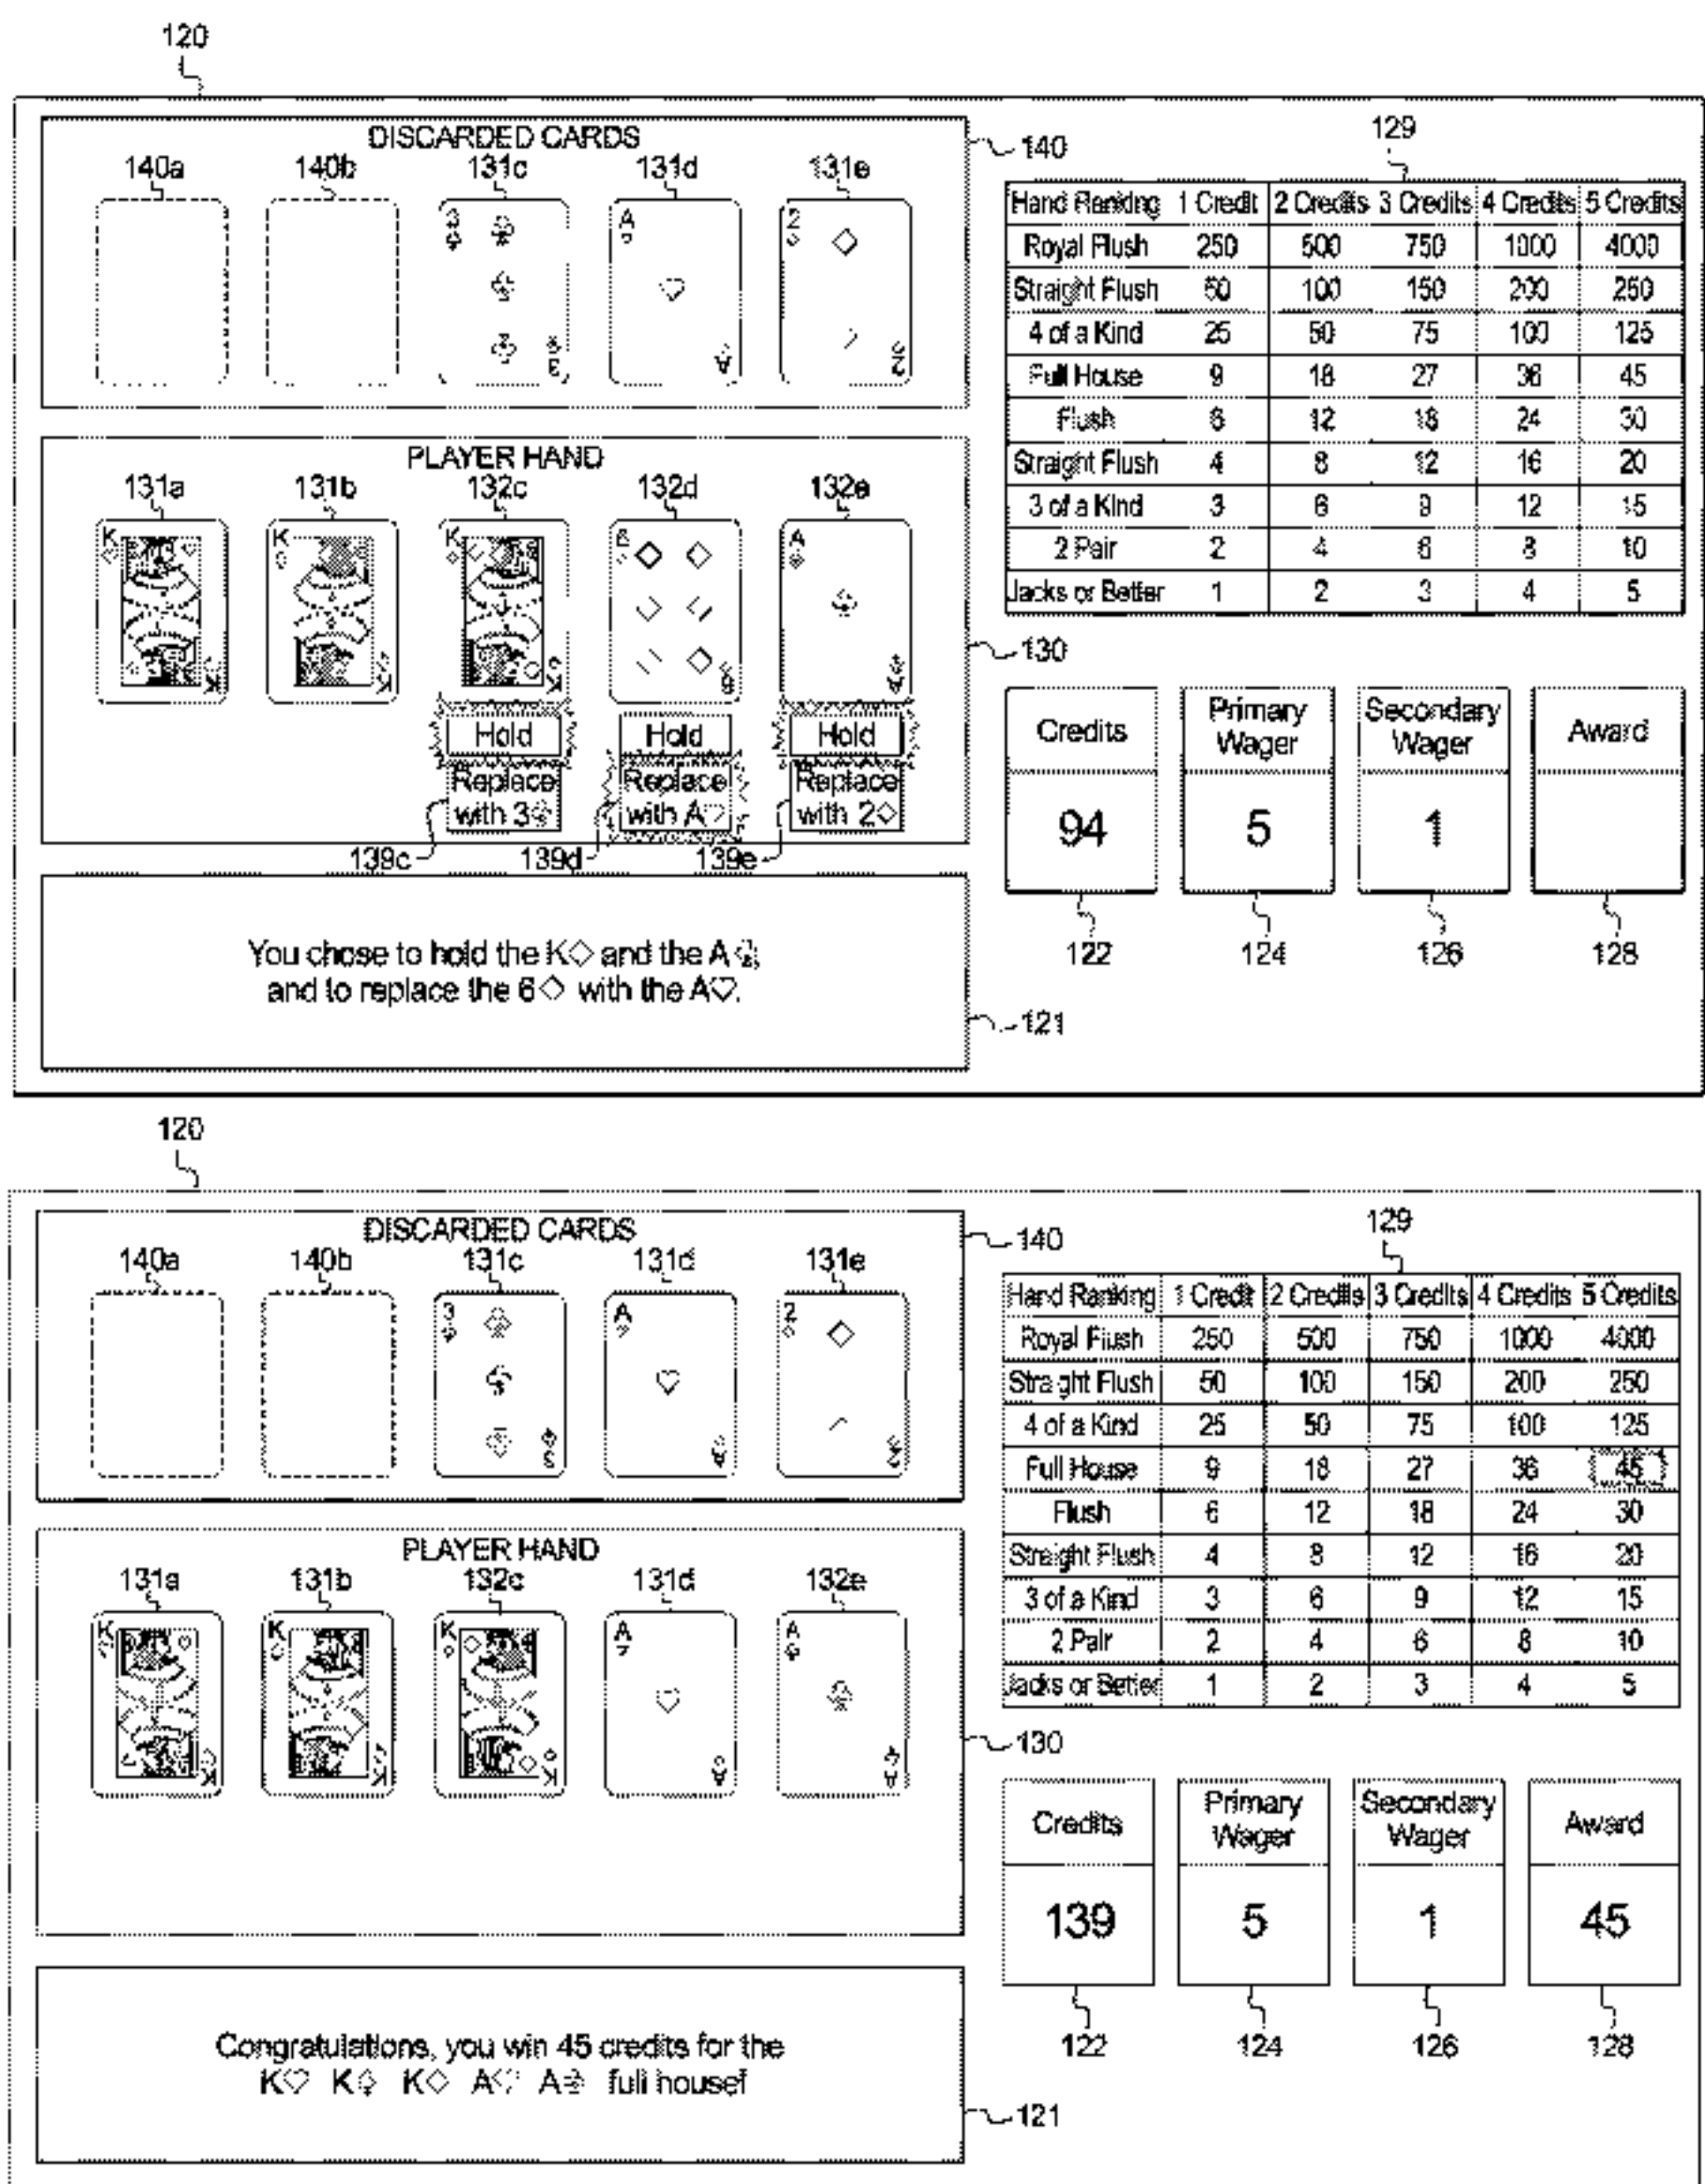 120
DISCARDED CARDS
140
140a 140b 131c 131d 131e
3 A 2
3 A 2
129
Hand Ranking 1 Credit 2 Credits 3 Credits 4 Credits 5 Credits
Royal Flush 250 500 750 1000 4000
Straight Flush 50 100 150 200 250
4 of a Kind 25 50 75 100 125
Full House 9 18 27 36 45
Flush 6 12 18 24 30
Straight Flush 4 8 12 16 20
3 of a Kind 3 6 9 12 15
2 Pair 2 4 6 8 10
Jacks or Better 1 2 3 4 5
PLAYER HAND
131a 131b 132c 132d 132e
K K K 6 A
K K K 6 A
130
Hold Hold Hold
Replace Replace Replace
with 3♣ with A♡ with 2◇
139c 139d 139e
Credits Primary Wager Secondary Wager Award
94 5 1
122 124 126 128
You chose to hold the K◇ and the A♣,
and to replace the 6◇ with the A♡.
121
120
DISCARDED CARDS
140
140a 140b 131c 131d 131e
3 A 2
3 A 2
129
Hand Ranking 1 Credit 2 Credits 3 Credits 4 Credits 5 Credits
Royal Flush 250 500 750 1000 4000
Straight Flush 50 100 150 200 250
4 of a Kind 25 50 75 100 125
Full House 9 18 27 36 45
Flush 6 12 18 24 30
Straight Flush 4 8 12 16 20
3 of a Kind 3 6 9 12 15
2 Pair 2 4 6 8 10
Jacks or Better 1 2 3 4 5
PLAYER HAND
131a 131b 132c 131d 132e
K K K A A
K K K A A
130
Credits Primary Wager Secondary Wager Award
139 5 1 45
122 124 126 128
Congratulations, you win 45 credits for the
K♡ K♤ K◇ A♡ A♣ full house!
121